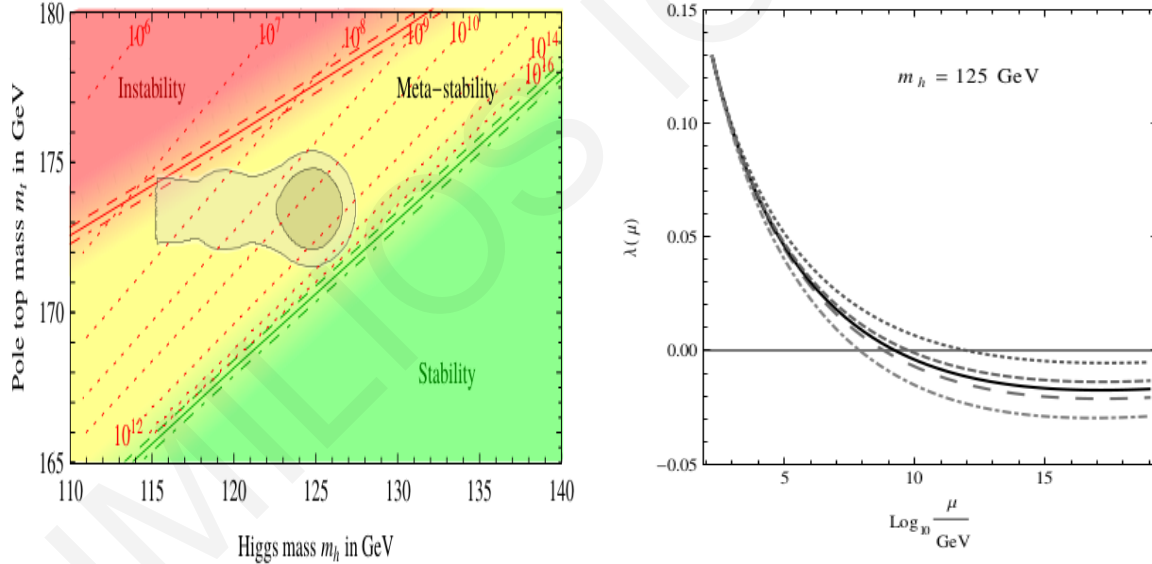 180
175
170
165
110 115 120 125 130 135 140
Pole top mass m_t in GeV
Higgs mass m_h in GeV
10^6
10^7
10^8
10^9
10^10
10^14
10^16
10^12
Instability
Meta−stability
Stability
0.15
0.10
0.05
0.00
−0.05
5 10 15
λ(μ)
m_h = 125 GeV
Log_10 μ/GeV